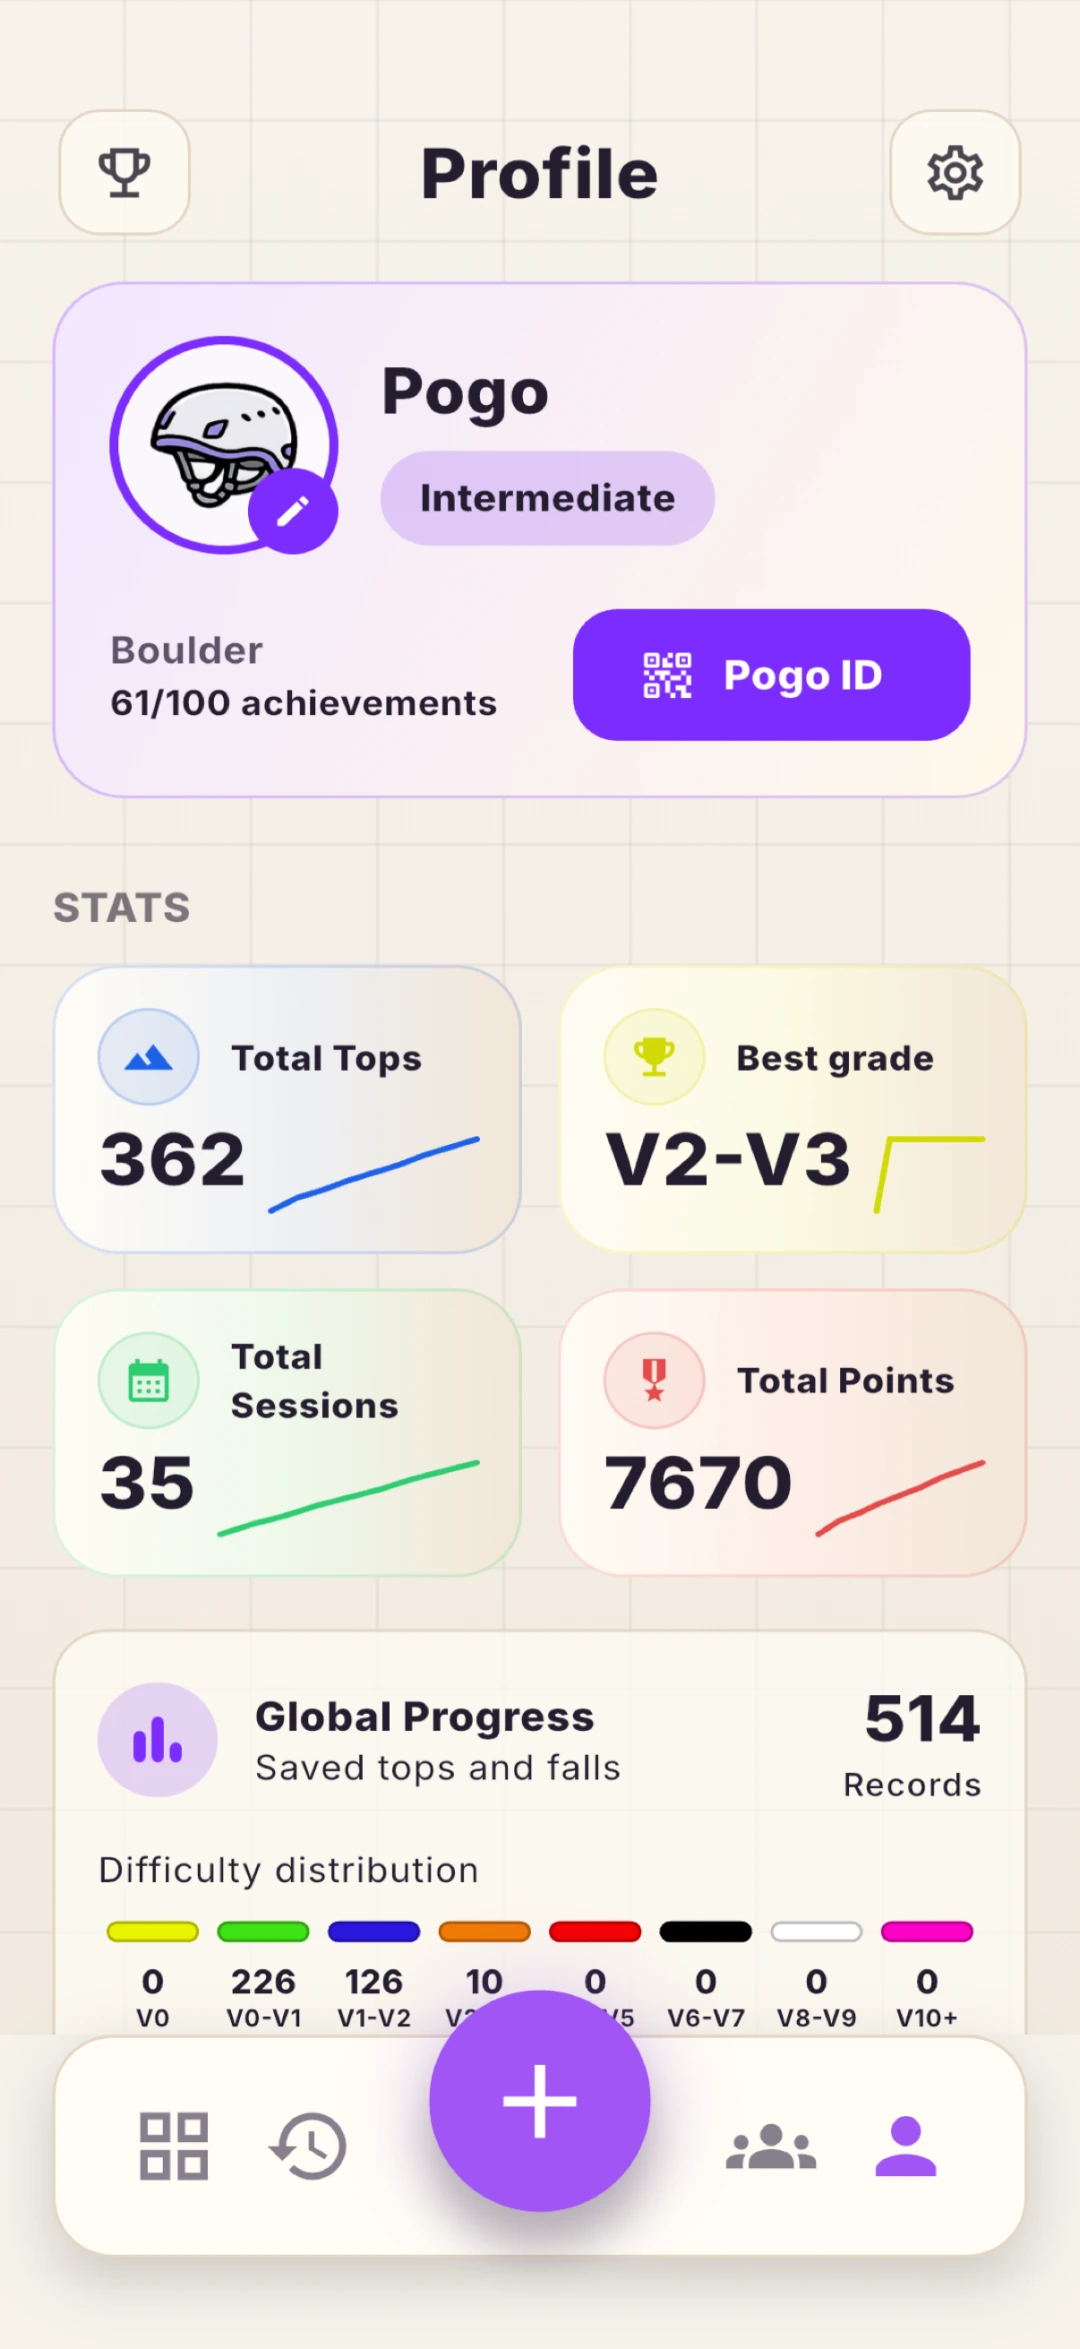 Profile
Pogo
Intermediate
Boulder
61/100 achievements
Pogo ID
STATS
Total Tops
362
Best grade
V2-V3
Total
Sessions
35
Total Points
7670
Global Progress
Saved tops and falls
514
Records
Difficulty distribution
0 226 126 10 0 0 0 0
V0 V0-V1 V1-V2 V6-V7 V8-V9 V10+